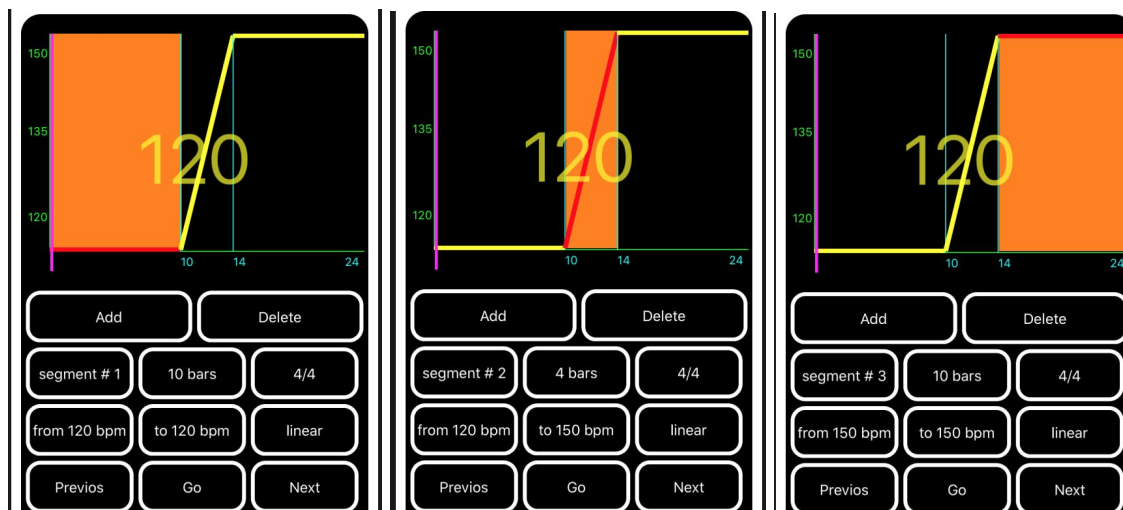 150
135
120
120
10 14 24
Add Delete
segment # 1 10 bars 4/4
from 120 bpm to 120 bpm linear
Previos Go Next
150
135
120
120
10 14 24
Add Delete
segment # 2 4 bars 4/4
from 120 bpm to 150 bpm linear
Previos Go Next
150
135
120
120
10 14 24
Add Delete
segment # 3 10 bars 4/4
from 150 bpm to 150 bpm linear
Previos Go Next